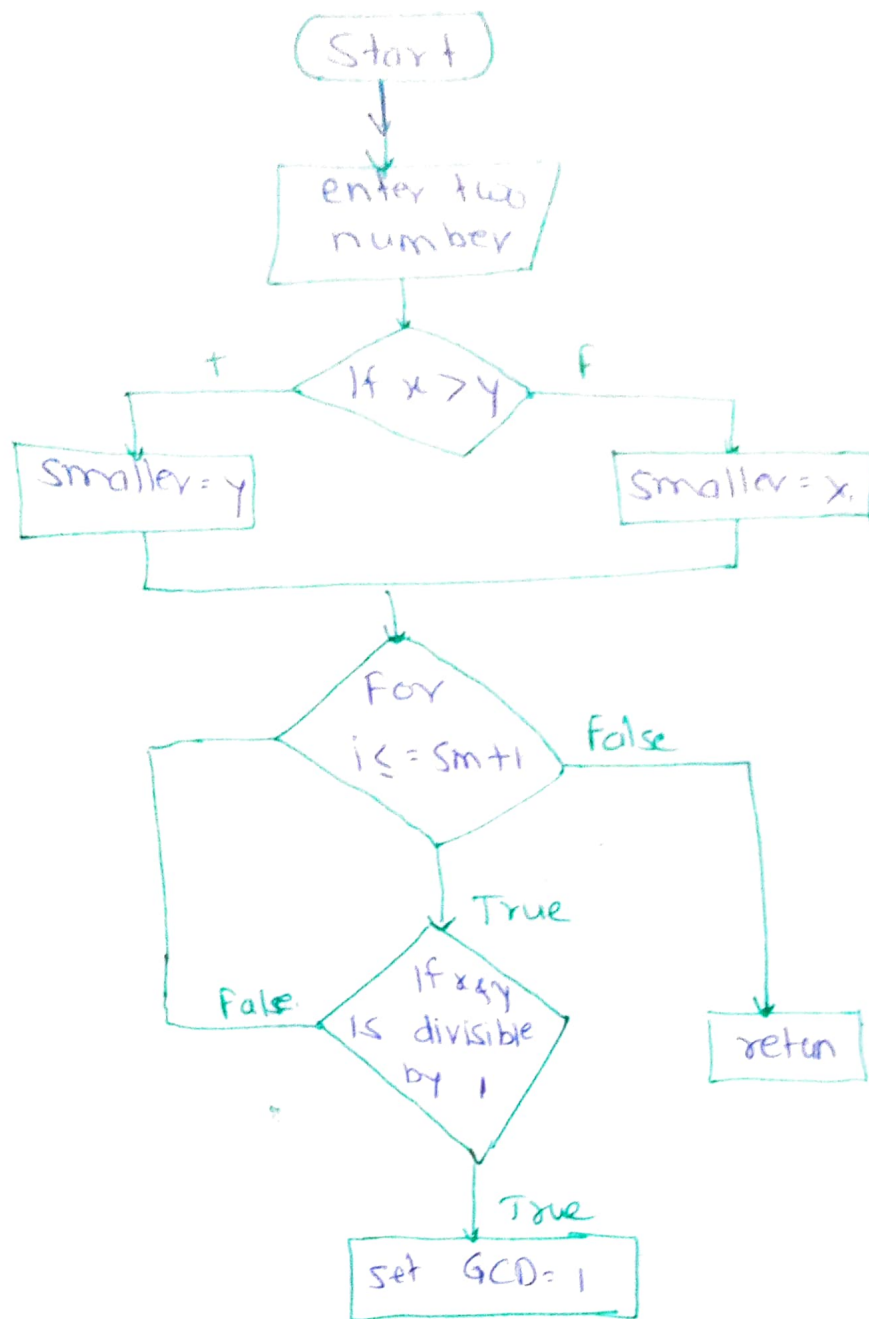 Start
enter two
number
T
F
If x > y
smaller = y
smaller = x.
For
i <= sm+1
False
True
If x & y
is divisible
by i
False
retun
True
set GCD = i